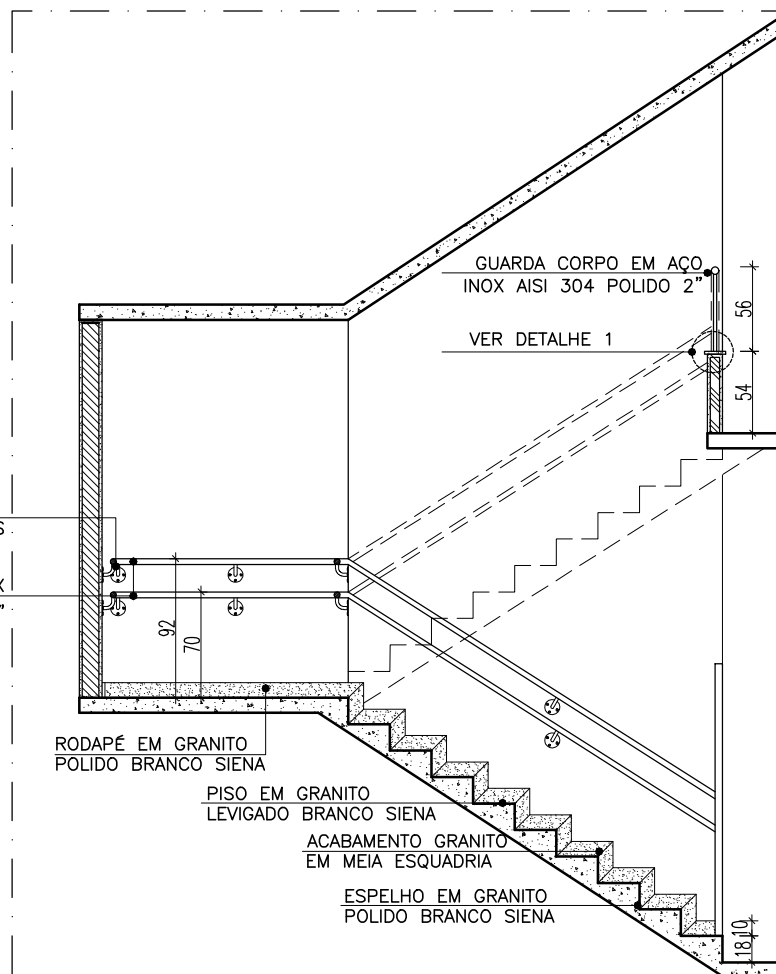 GUARDA CORPO EM AÇO
INOX AISI 304 POLIDO 2"
56
VER DETALHE 1
54
S
X
"
92
70
RODAPÉ EM GRANITO
POLIDO BRANCO SIENA
PISO EM GRANITO
LEVIGADO BRANCO SIENA
ACABAMENTO GRANITO
EM MEIA ESQUADRIA
ESPELHO EM GRANITO
POLIDO BRANCO SIENA
10
18